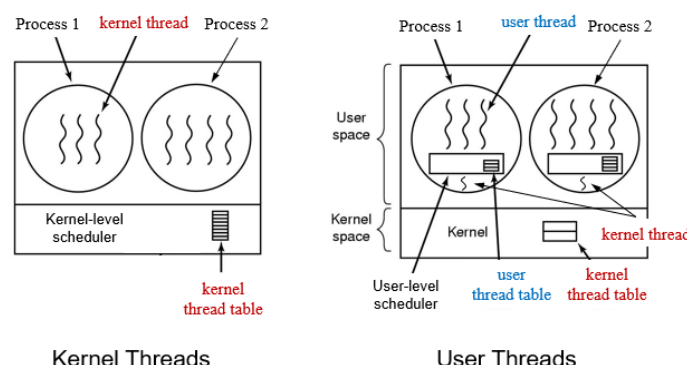 Process 1
kernel thread
Process 2
Kernel-level
scheduler
kernel
thread table
Kernel Threads
Process 1
user thread
Process 2
User
space
Kernel
space
Kernel
kernel thread
User-level
scheduler
user
thread table
kernel
thread table
User Threads